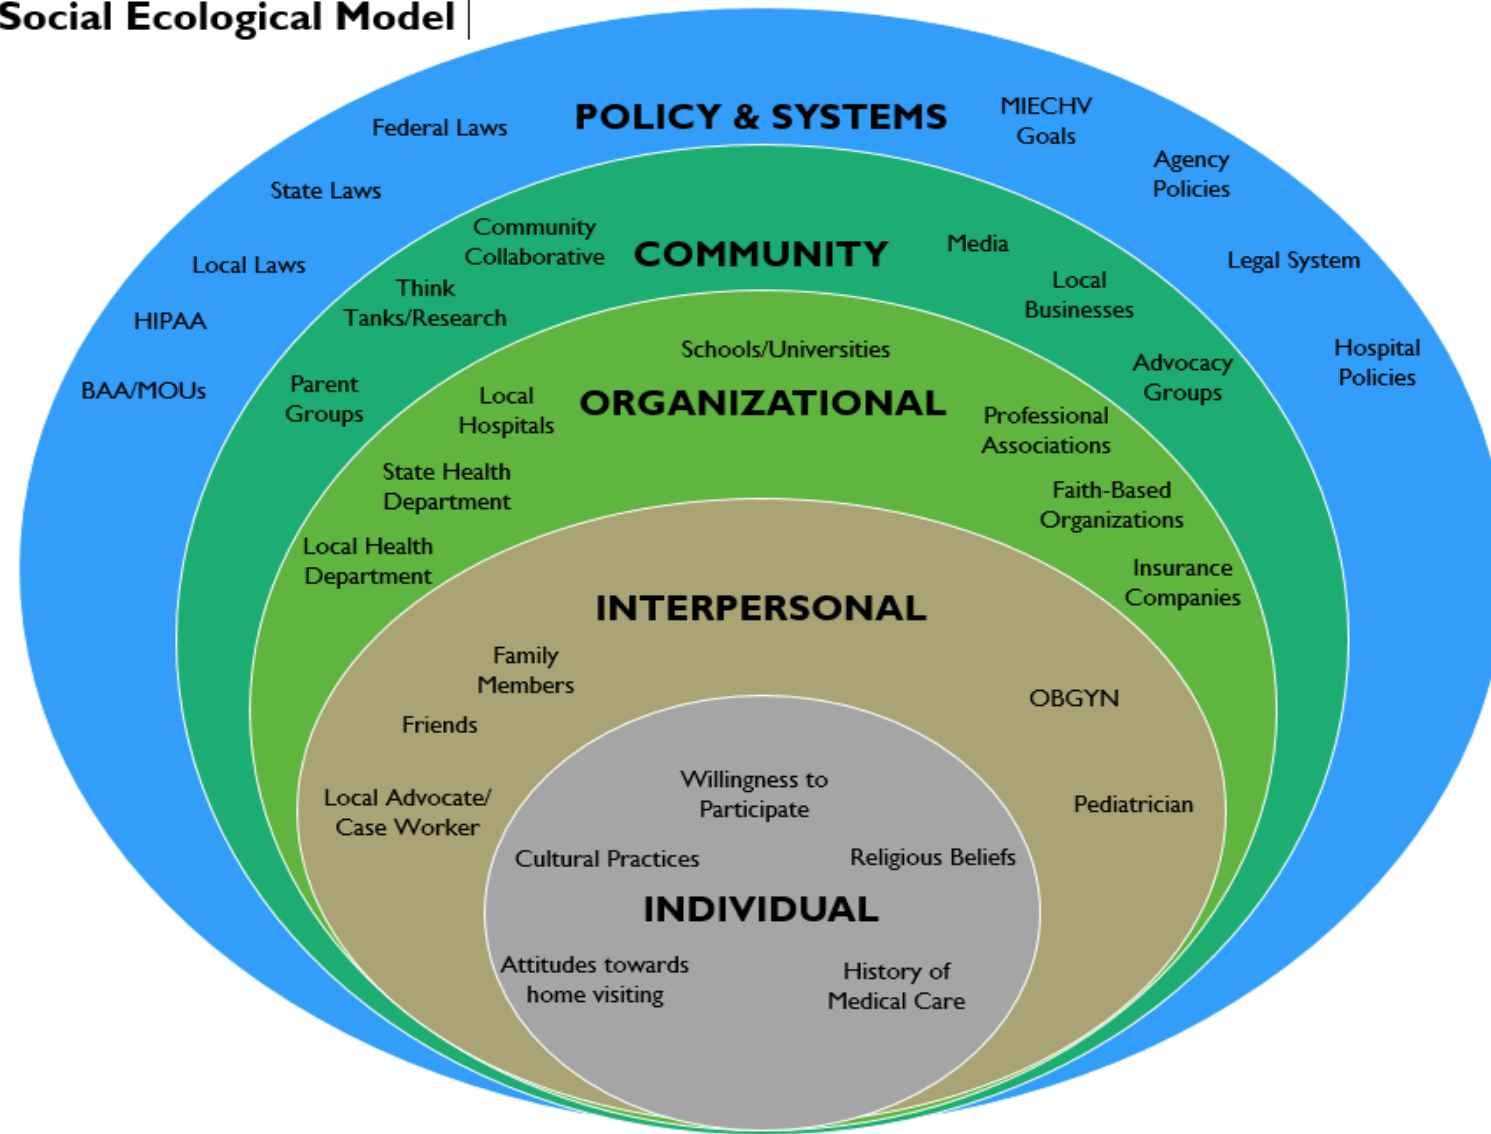 Social Ecological Model
POLICY & SYSTEMS
Federal Laws
State Laws
Local Laws
HIPAA
BAA/MOUs
MIECHV
Goals
Agency
Policies
Legal System
Hospital
Policies
COMMUNITY
Community
Collaborative
Think
Tanks/Research
Parent
Groups
Media
Local
Businesses
Advocacy
Groups
Schools/Universities
ORGANIZATIONAL
Local
Hospitals
State Health
Department
Local Health
Department
Professional
Associations
Faith-Based
Organizations
Insurance
Companies
INTERPERSONAL
Family
Members
Friends
Local Advocate/
Case Worker
OBGYN
Pediatrician
Willingness to
Participate
Cultural Practices
Religious Beliefs
INDIVIDUAL
Attitudes towards
home visiting
History of
Medical Care